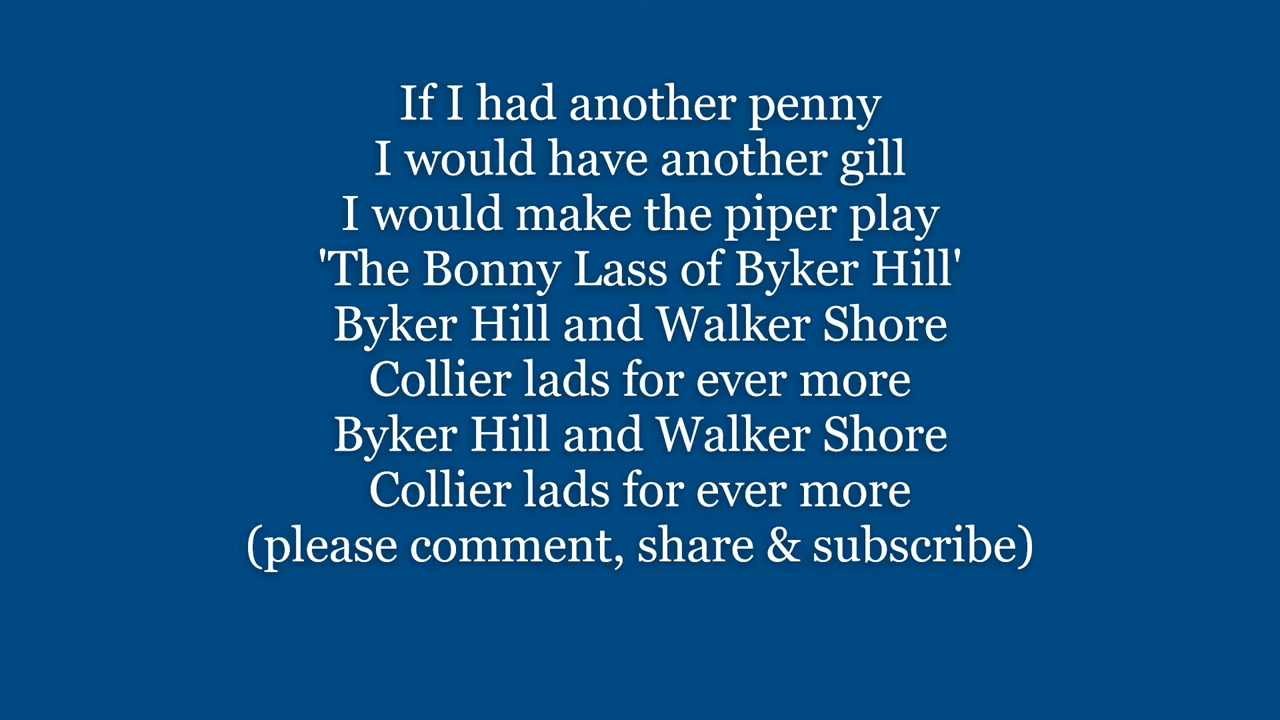 If I had another penny
I would have another gill
I would make the piper play
'The Bonny Lass of Byker Hill'
Byker Hill and Walker Shore
Collier lads for ever more
Byker Hill and Walker Shore
Collier lads for ever more
(please comment, share & subscribe)